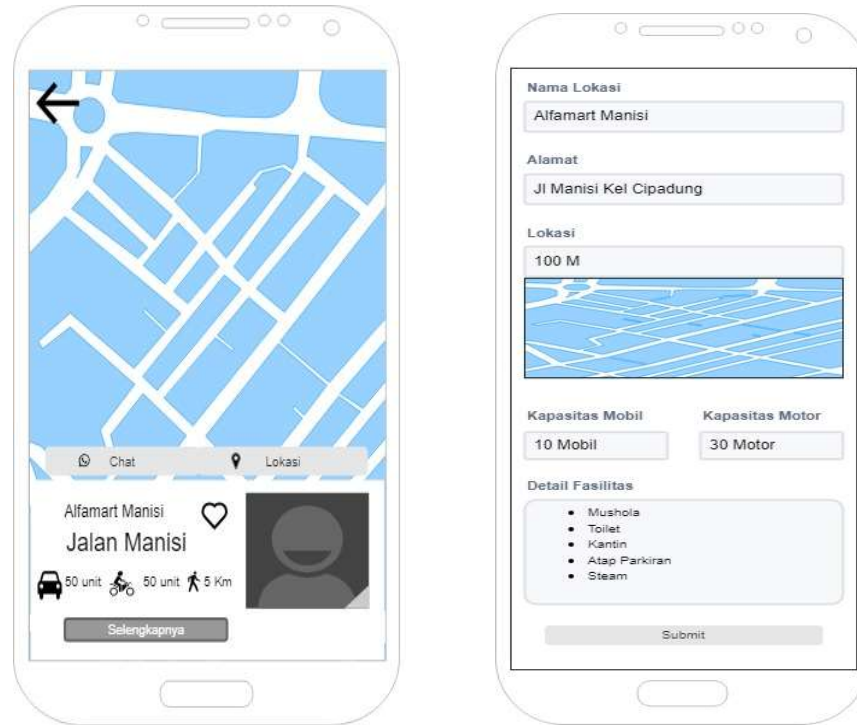 Chat Lokasi
Alfamart Manisi
Jalan Manisi
50 unit 50 unit 5 Km
Selengkapnya
Nama Lokasi
Alfamart Manisi
Alamat
Jl Manisi Kel Cipadung
Lokasi
100 M
Kapasitas Mobil Kapasitas Motor
10 Mobil 30 Motor
Detail Fasilitas
• Mushola
• Toilet
• Kantin
• Atap Parkiran
• Steam
Submit